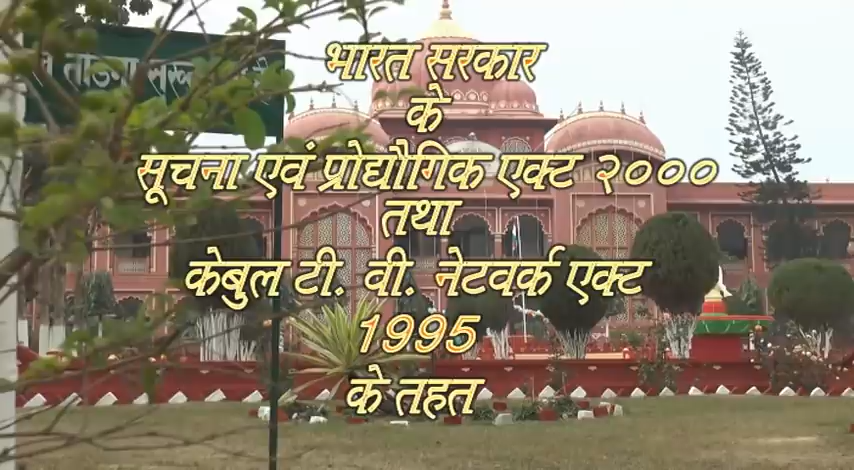 भारत सरकार
के
सूचना एवं प्रोद्यौगिक एक्ट २०००
तथा
केबुल टी. वी. नेटवर्क एक्ट
1995
के तहत